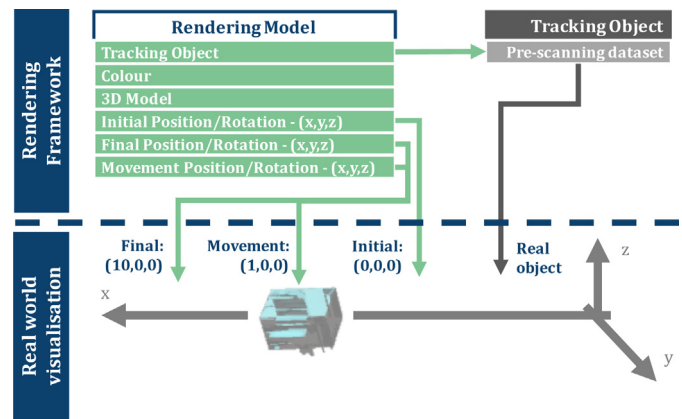 Rendering Framework
Rendering Model
Tracking Object
Colour
3D Model
Initial Position/Rotation - (x,y,z)
Final Position/Rotation - (x,y,z)
Movement Position/Rotation - (x,y,z)
Tracking Object
Pre-scanning dataset
Real world visualisation
Final:
(10,0,0)
Movement:
(1,0,0)
Initial:
(0,0,0)
Real
object
x
z
y